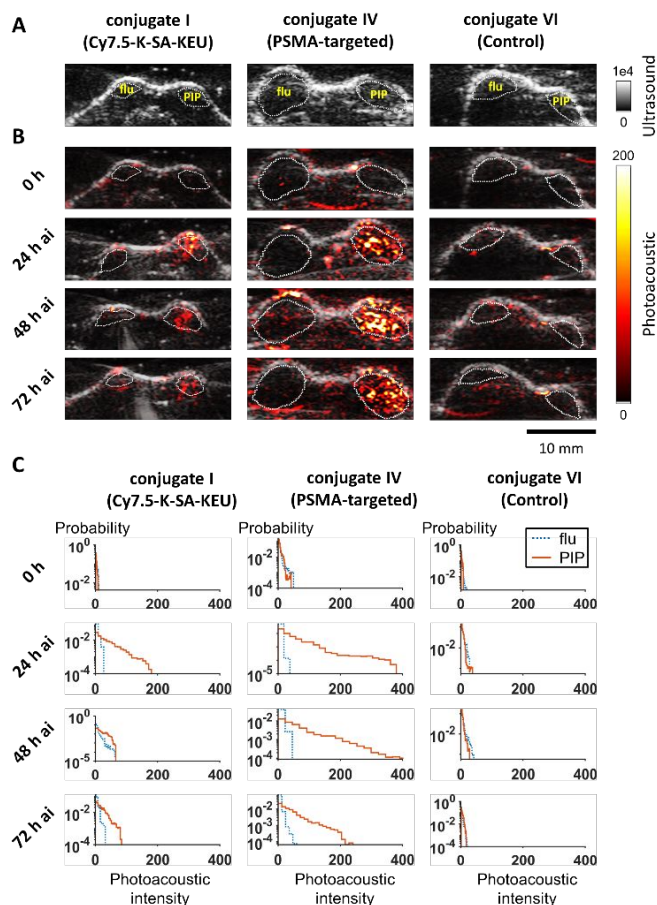 A
conjugate I
(Cy7.5-K-SA-KEU)
conjugate IV
(PSMA-targeted)
conjugate VI
(Control)
flu
PIP
flu
PIP
flu
PIP
1e4
0
Ultrasound
B
0 h
24 h ai
48 h ai
72 h ai
200
0
Photoacoustic
10 mm
C
conjugate I
(Cy7.5-K-SA-KEU)
conjugate IV
(PSMA-targeted)
conjugate VI
(Control)
Probability
Probability
Probability
flu
PIP
0 h
10^0
10^-2
0 200 400
10^-2
10^-4
0 200 400
10^0
10^-2
0 200 400
24 h ai
10^-2
10^-4
0 200 400
10^-5
0 200 400
10^-2
10^-4
0 200 400
48 h ai
10^0
10^-5
0 200 400
10^-2
10^-3
10^-4
0 200 400
10^-2
0 200 400
72 h ai
10^-2
10^-4
0 200 400
10^-2
10^-3
10^-4
0 200 400
10^-2
10^-4
0 200 400
Photoacoustic
intensity
Photoacoustic
intensity
Photoacoustic
intensity